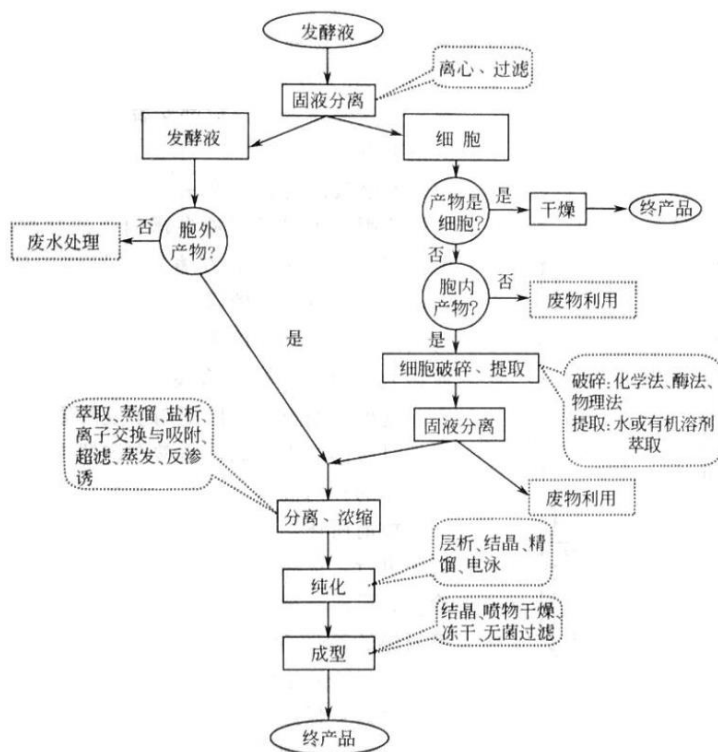 发酵液
离心、过滤
固液分离
发酵液
细 胞
产物是
细胞?
是
干燥
终产品
否
胞外
产物?
否
废水处理
胞内
产物?
否
废物利用
是
是
细胞破碎、提取
破碎:化学法、酶法、
物理法
提取:水或有机溶剂
萃取
萃取、蒸馏、盐析、
离子交换与吸附、
超滤、蒸发、反渗
诱
固液分离
废物利用
分离、浓缩
层析、结晶、精
馏、电泳
纯化
结晶、喷物干燥、
冻干、无菌过滤
成型
终产品